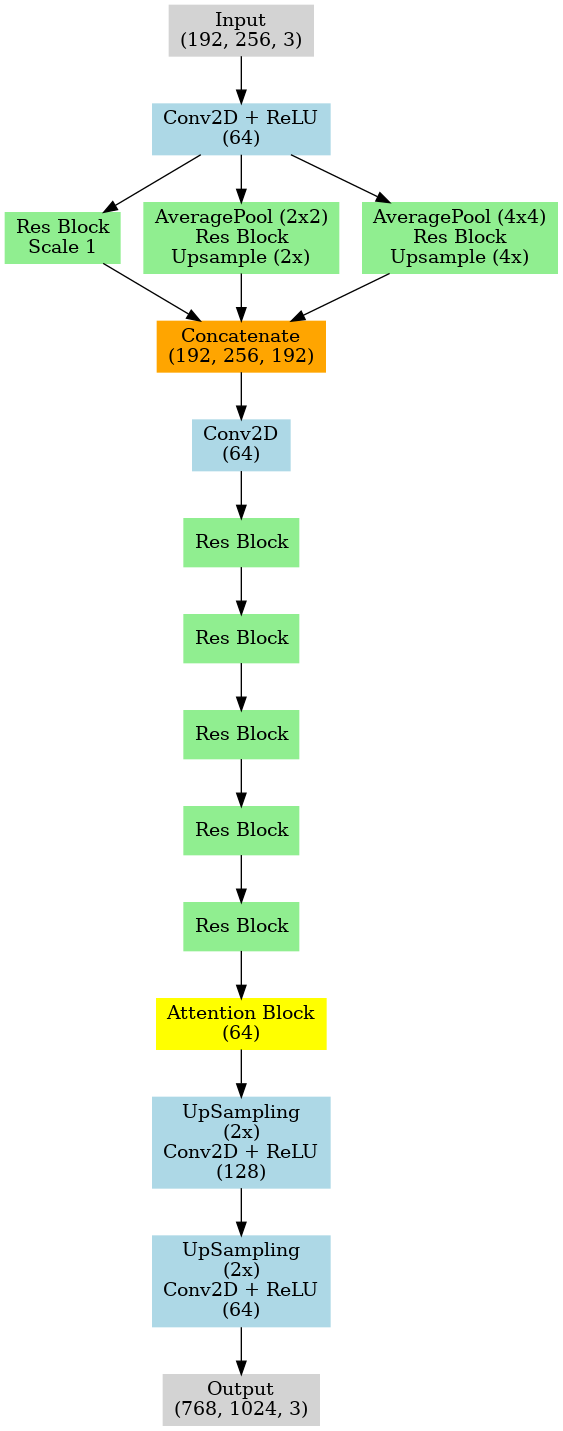 Input
(192, 256, 3)
Conv2D + ReLU
(64)
Res Block
Scale 1
AveragePool (2x2)
Res Block
Upsample (2x)
AveragePool (4x4)
Res Block
Upsample (4x)
Concatenate
(192, 256, 192)
Conv2D
(64)
Res Block
Res Block
Res Block
Res Block
Res Block
Attention Block
(64)
UpSampling
(2x)
Conv2D + ReLU
(128)
UpSampling
(2x)
Conv2D + ReLU
(64)
Output
(768, 1024, 3)